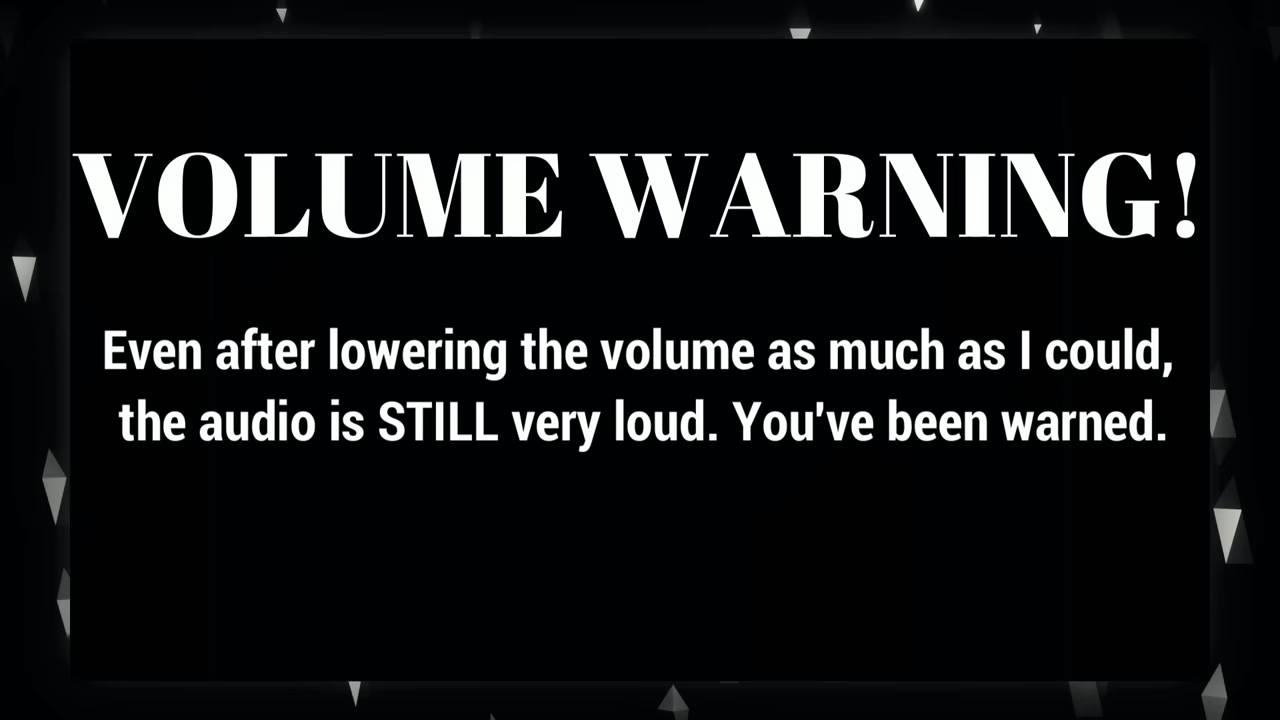 VOLUME WARNING!
Even after lowering the volume as much as I could,
the audio is STILL very loud. You've been warned.